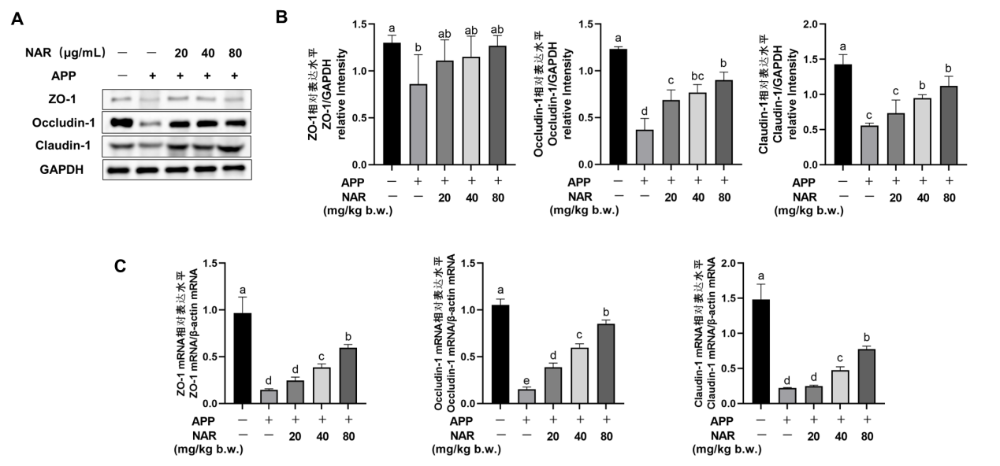 A
NAR (μg/mL) — — 20 40 80
APP — + + + +
ZO-1
Occludin-1
Claudin-1
GAPDH
B
ZO-1相对表达水平
ZO-1/GAPDH
relative Intensity
1.5
1.0
0.5
0.0
a b ab ab ab
APP — + + + +
NAR — — 20 40 80
(mg/kg b.w.)
Occludin-1相对表达水平
Occludin-1/GAPDH
relative Intensity
1.5
1.0
0.5
0.0
a d c bc b
APP — + + + +
NAR — — 20 40 80
(mg/kg b.w.)
Claudin-1相对表达水平
Claudin-1/GAPDH
relative Intensity
2.0
1.5
1.0
0.5
0.0
a c c b b
APP — + + + +
NAR — — 20 40 80
(mg/kg b.w.)
C
ZO-1 mRNA相对表达水平
ZO-1 mRNA/β-actin mRNA
1.5
1.0
0.5
0.0
a d d c b
APP — + + + +
NAR — — 20 40 80
(mg/kg b.w.)
Occludin-1 mRNA相对表达水平
Occludin-1 mRNA/β-actin mRNA
1.5
1.0
0.5
0.0
a e d c b
APP — + + + +
NAR — — 20 40 80
(mg/kg b.w.)
Claudin-1 mRNA相对表达水平
Claudin-1 mRNA/β-actin mRNA
2.0
1.5
1.0
0.5
0.0
a d d c b
APP — + + + +
NAR — — 20 40 80
(mg/kg b.w.)